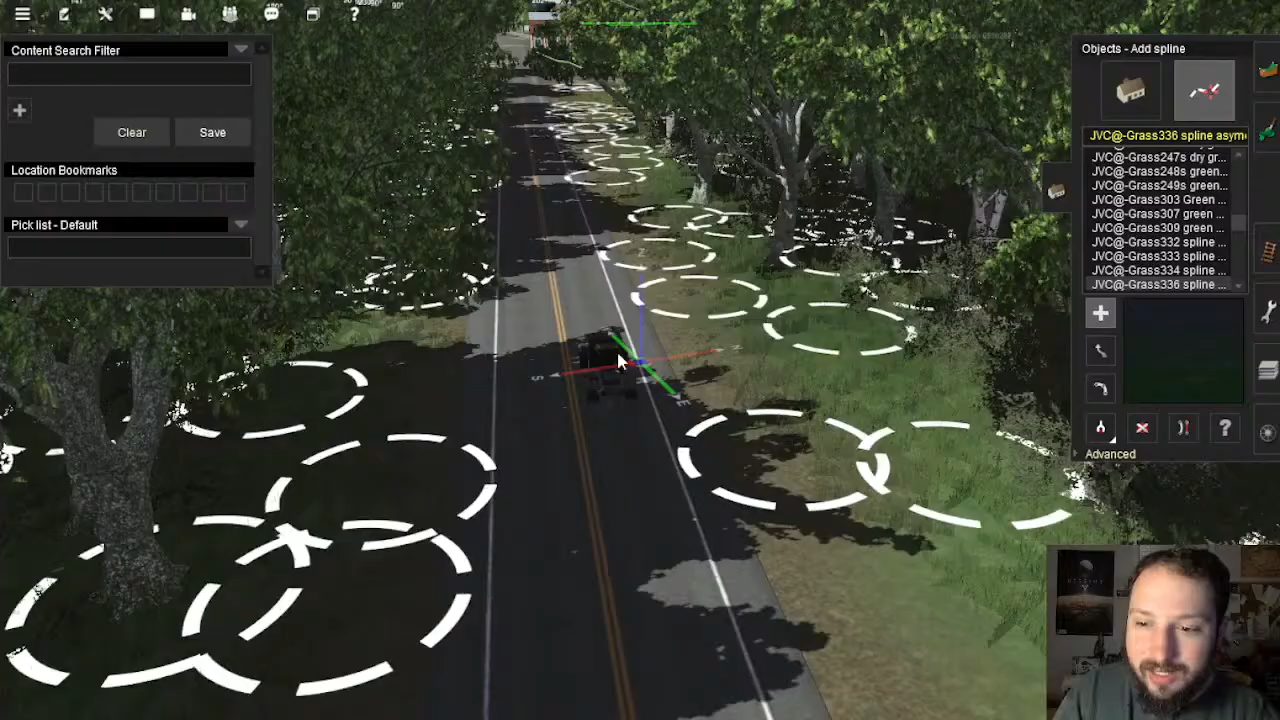 Content Search Filter
Clear
Save
Location Bookmarks
Pick list - Default
Objects - Add spline
JVC@-Grass336 spline asym
JVC@-Grass247s dry gr...
JVC@-Grass248s green...
JVC@-Grass249s green...
JVC@-Grass303 Green ...
JVC@-Grass307 green ...
JVC@-Grass309 green ...
JVC@-Grass332 spline ...
JVC@-Grass333 spline ...
JVC@-Grass334 spline ...
JVC@-Grass336 spline ...
Advanced